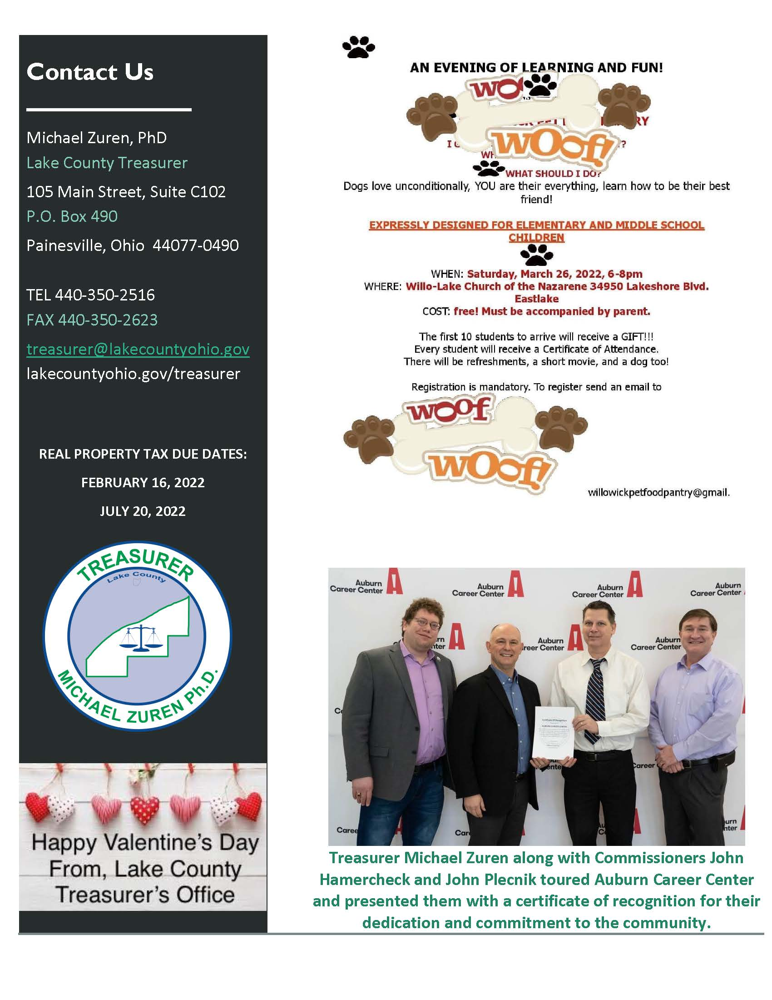 Contact Us
Michael Zuren, PhD
Lake County Treasurer
105 Main Street, Suite C102
P.O. Box 490
Painesville, Ohio 44077-0490
TEL 440-350-2516
FAX 440-350-2623
treasurer@lakecountyohio.gov
lakecountyohio.gov/treasurer
REAL PROPERTY TAX DUE DATES:
FEBRUARY 16, 2022
JULY 20, 2022
TREASURER
Lake County
MICHAEL ZUREN Ph.D.
Happy Valentine's Day
From, Lake County
Treasurer's Office
AN EVENING OF LEARNING AND FUN!
woof!
WHAT SHOULD I DO?
Dogs love unconditionally, YOU are their everything, learn how to be their best
friend!
EXPRESSLY DESIGNED FOR ELEMENTARY AND MIDDLE SCHOOL
CHILDREN
WHEN: Saturday, March 26, 2022, 6-8pm
WHERE: Willo-Lake Church of the Nazarene 34950 Lakeshore Blvd.
Eastlake
COST: free! Must be accompanied by parent.
The first 10 students to arrive will receive a GIFT!!!
Every student will receive a Certificate of Attendance.
There will be refreshments, a short movie, and a dog too!
Registration is mandatory. To register send an email to
woof
woof!
willowickpetfoodpantry@gmail.
Auburn
Career Center
Auburn
Career Center
Auburn
Career Center
Auburn
Career Center
Auburn
Auburn
Career Center
Certificate Of Recognition
AUBURN CAREER CENTER
Treasurer Michael Zuren along with Commissioners John
Hamercheck and John Plecnik toured Auburn Career Center
and presented them with a certificate of recognition for their
dedication and commitment to the community.